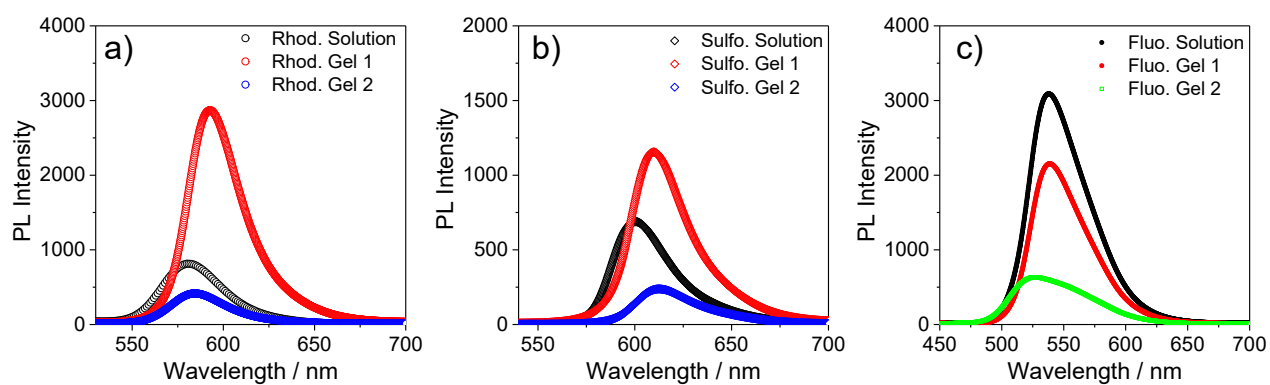 a)
Rhod. Solution
Rhod. Gel 1
Rhod. Gel 2
4000
3000
2000
1000
0
PL Intensity
550 600 650 700
Wavelength / nm
b)
Sulfo. Solution
Sulfo. Gel 1
Sulfo. Gel 2
2000
1500
1000
500
0
PL Intensity
550 600 650 700
Wavelength / nm
c)
Fluo. Solution
Fluo. Gel 1
Fluo. Gel 2
4000
3000
2000
1000
0
PL Intensity
450 500 550 600 650 700
Wavelength / nm